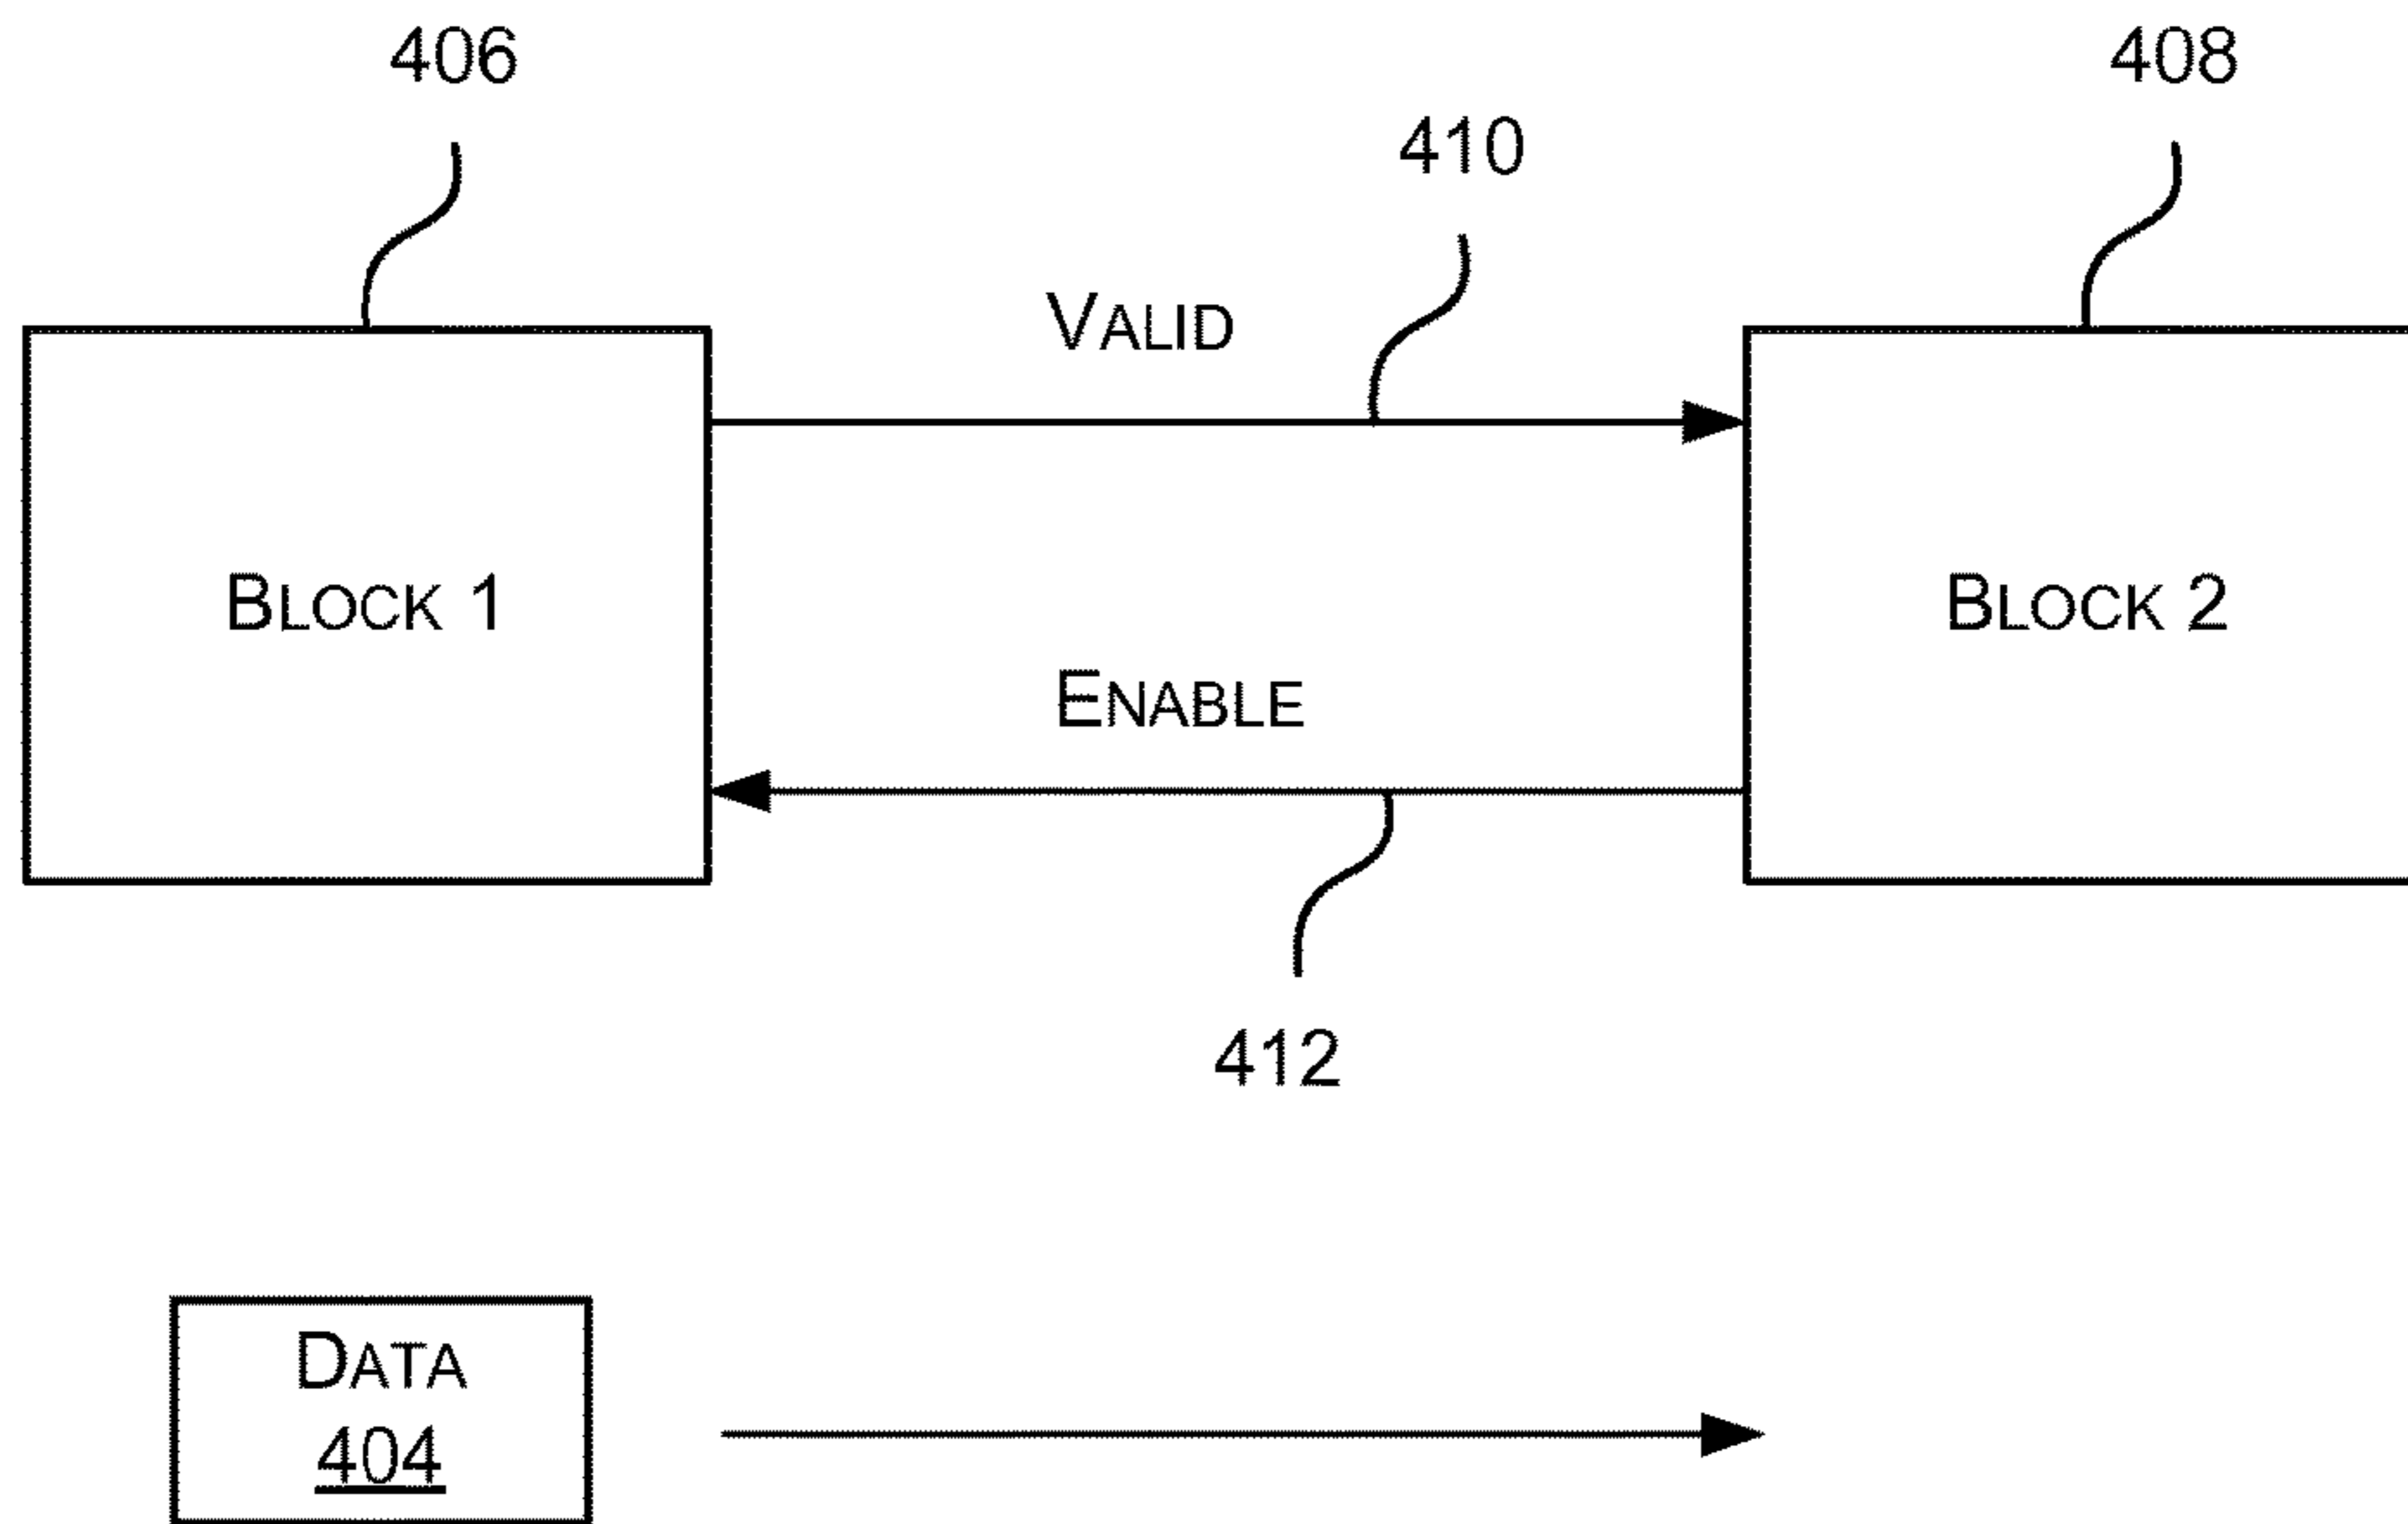 406
408
410
VALID
BLOCK 1
BLOCK 2
ENABLE
412
DATA
404